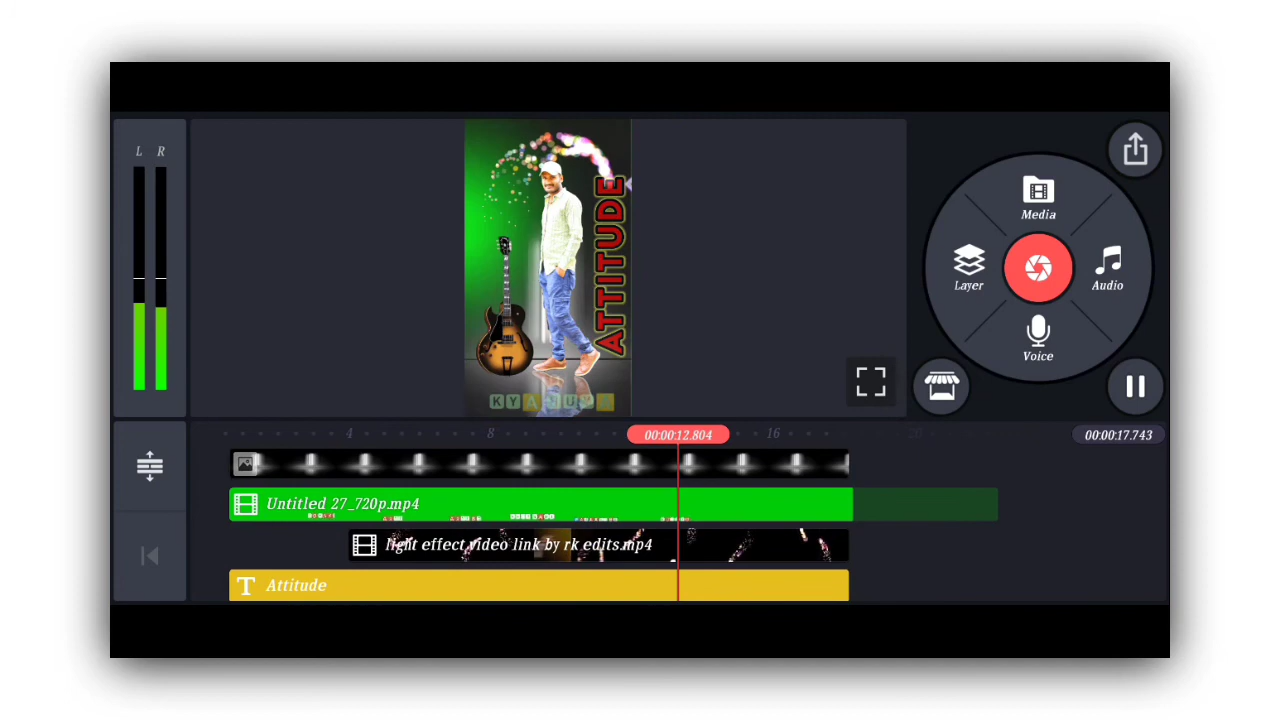 L R
Media
Layer
Audio
Voice
ATTITUDE
4
8
00:00:12.804
16
20
00:00:17.743
Untitled 27_720p.mp4
light effect video link by rk edits.mp4
T Attitude